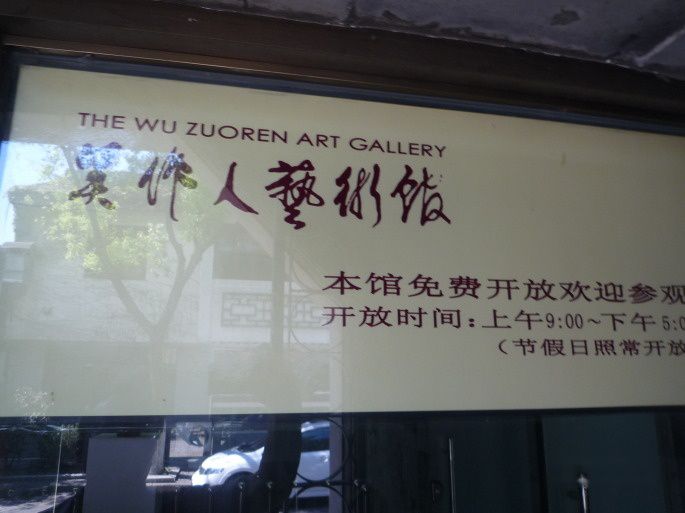 THE WU ZUOREN ART GALLERY
吴作人藝術館
本馆免费开放欢迎参观
开放时间：上午9:00~下午5:0
（节假日照常开放